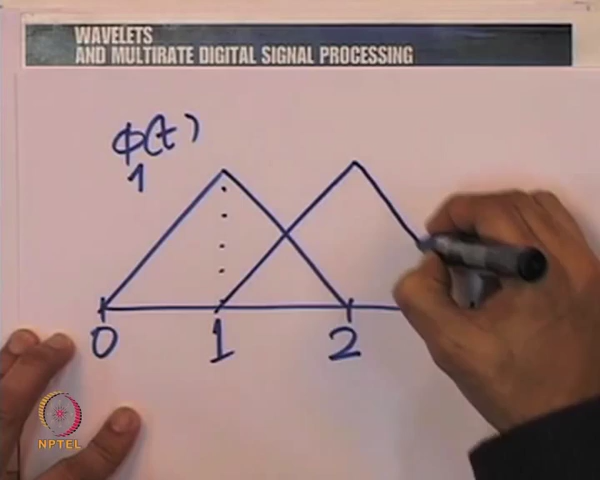 WAVELETS
AND MULTIRATE DIGITAL SIGNAL PROCESSING
ϕ(t)
1
0 1 2
NPTEL